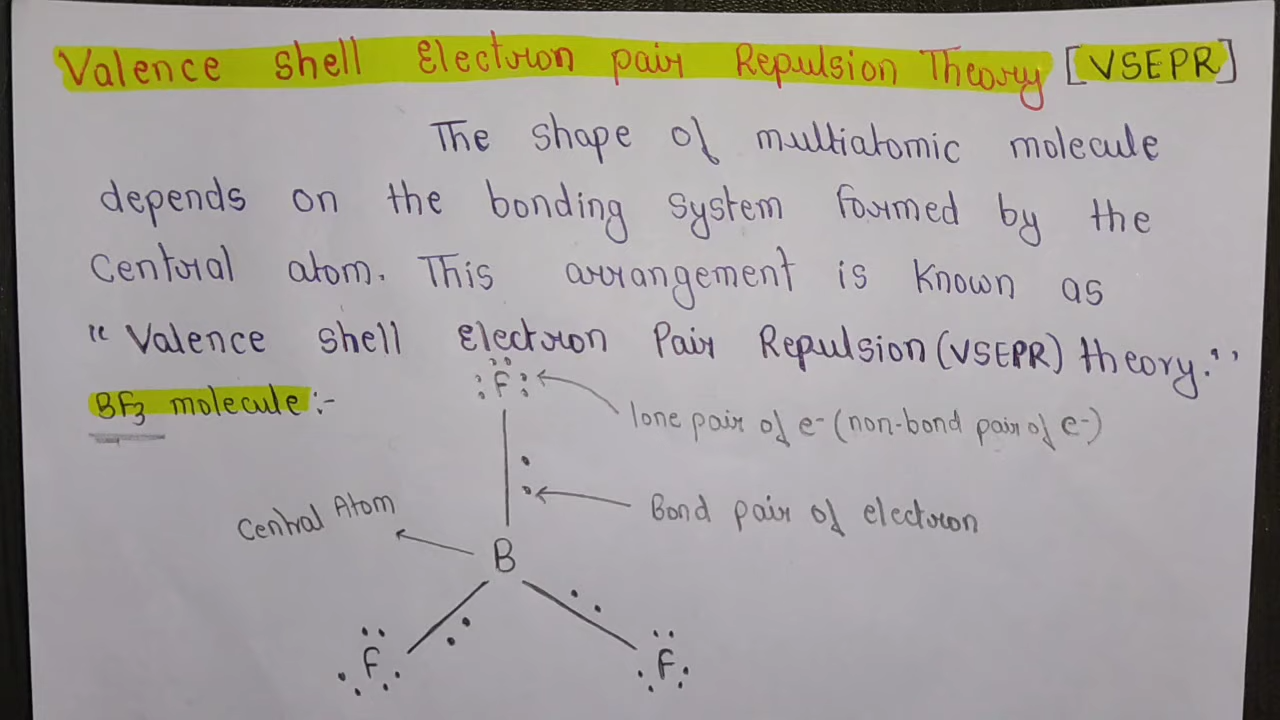 Valence shell Electron pair Repulsion Theory [VSEPR]
The shape of multiatomic molecule
depends on the bonding system formed by the
Central atom. This arrangement is known as
“Valence shell Electron Pair Repulsion (VSEPR) theory.”
BF₃ molecule:-
:F:
lone pair of e⁻ (non-bond pair of e⁻)
Bond pair of electron
Central Atom
B
F
F